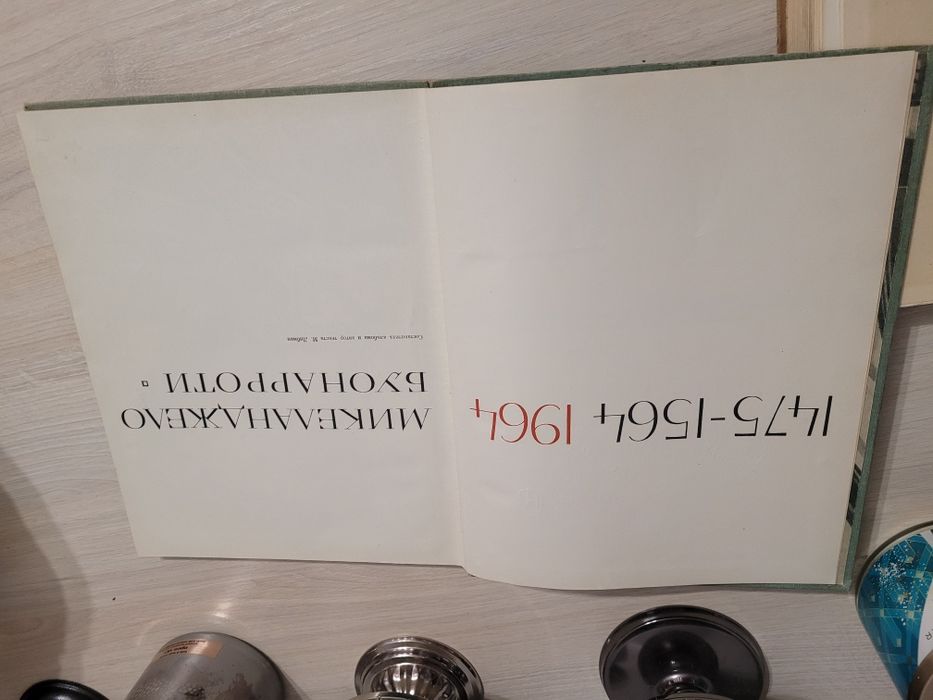 1475-1564 1964
МИКЕЛАНДЖЕЛО
БУОНАРРОТИ
Составитель альбома и автор текста М. Либман